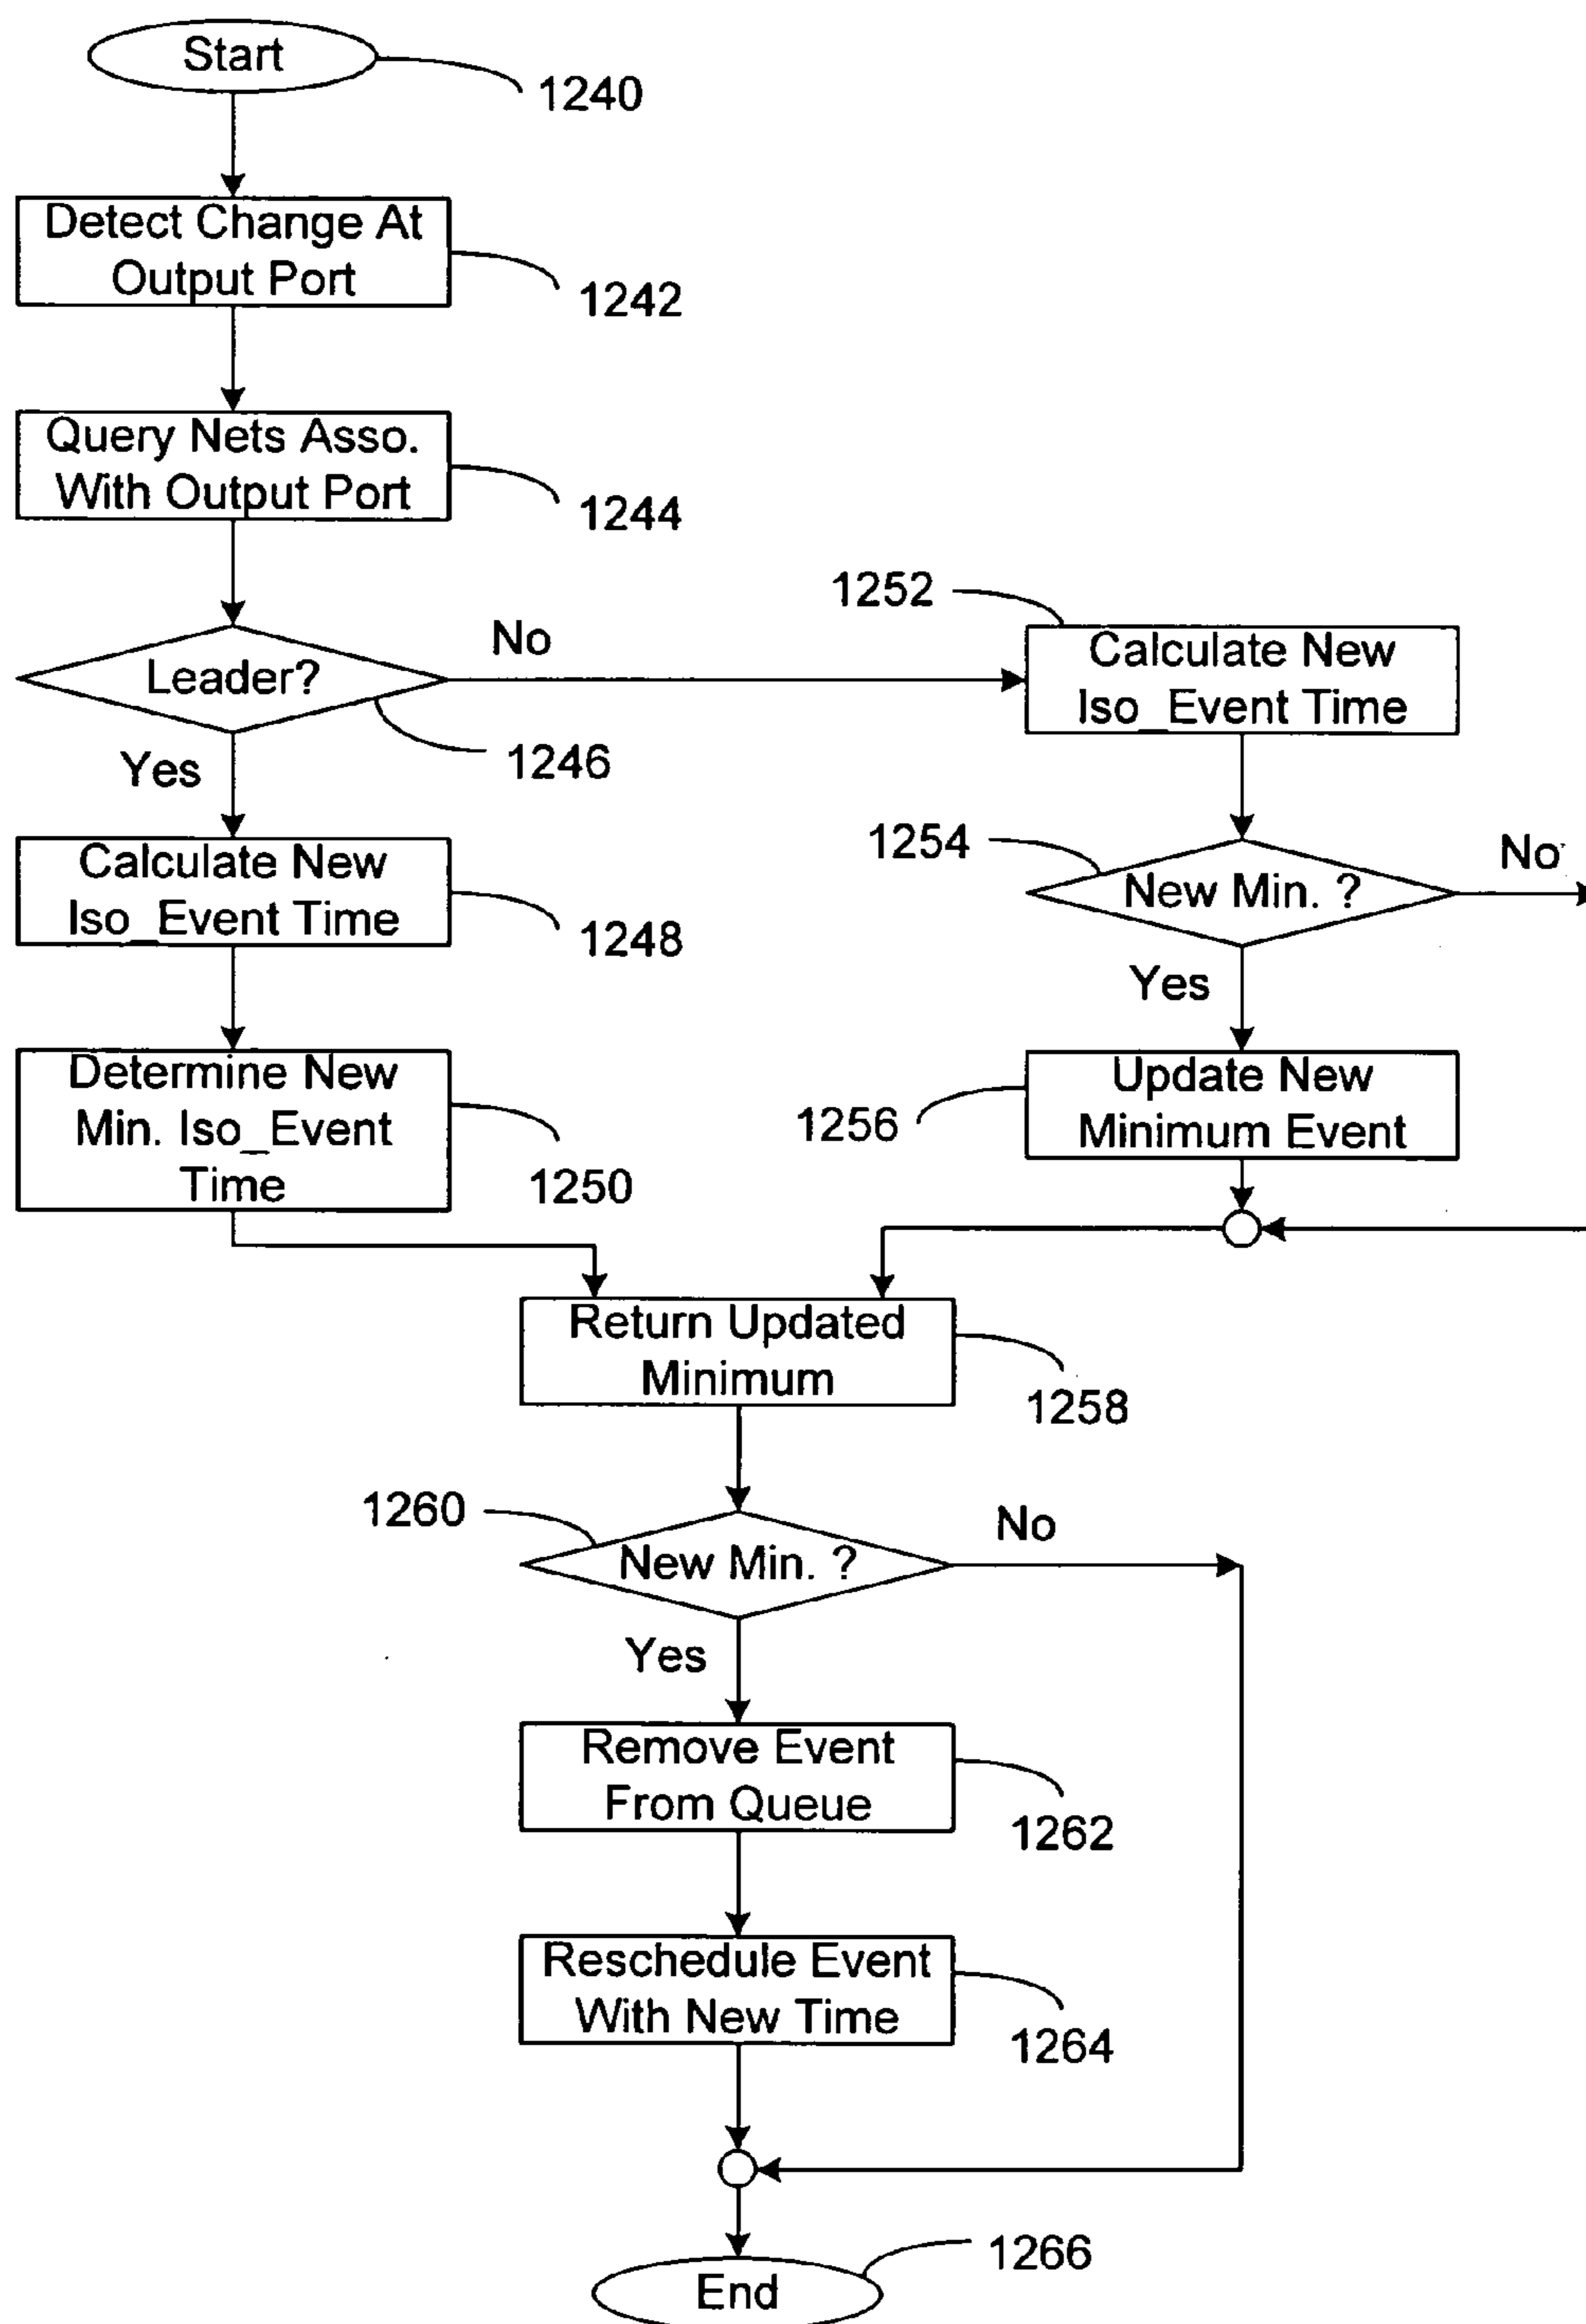 Start
1240
Detect Change At
Output Port
1242
Query Nets Asso.
With Output Port
1244
Leader?
No
1246
Yes
1252
Calculate New
Iso_Event Time
Calculate New
Iso_Event Time
1248
1254
New Min. ?
No
Yes
Determine New
Min. Iso_Event
Time
1250
Update New
Minimum Event
1256
Return Updated
Minimum
1258
1260
New Min. ?
No
Yes
Remove Event
From Queue
1262
Reschedule Event
With New Time
1264
1266
End